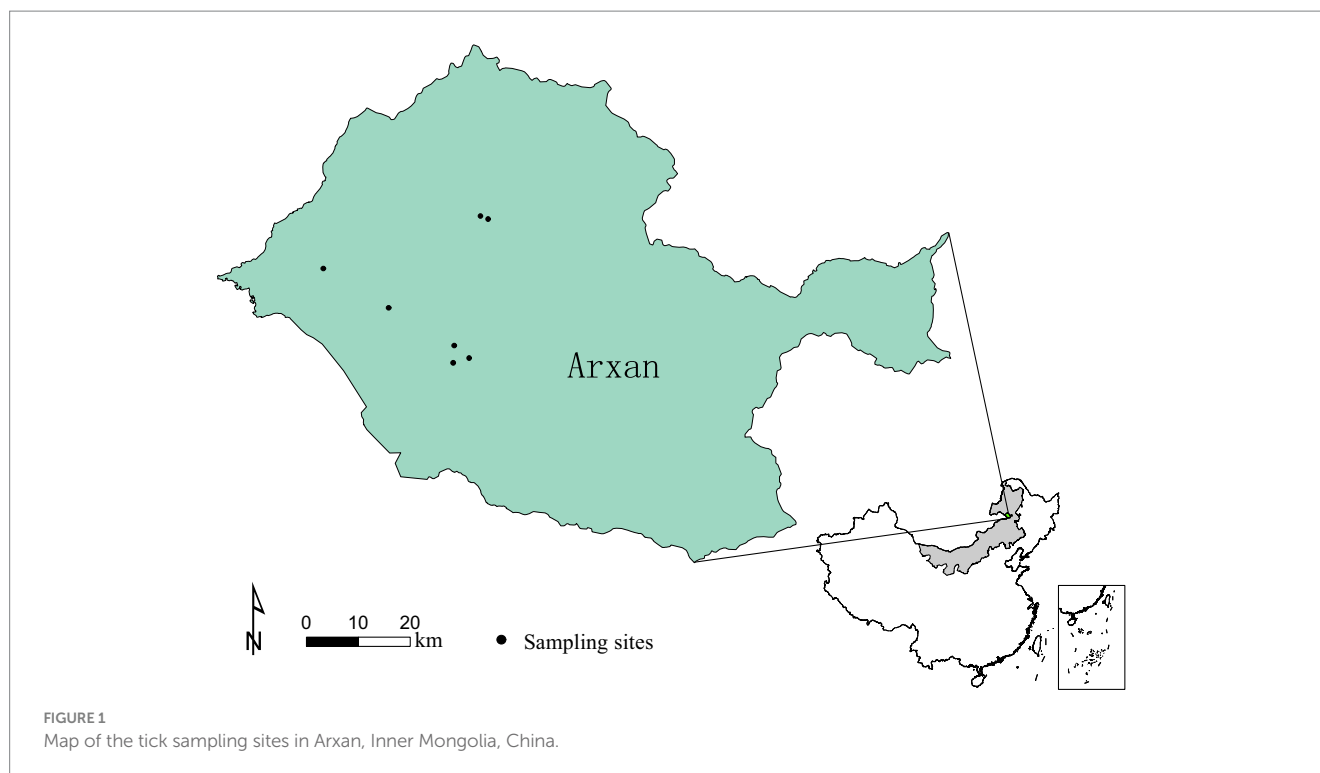 Arxan
N
0 10 20
km
Sampling sites
FIGURE 1
Map of the tick sampling sites in Arxan, Inner Mongolia, China.